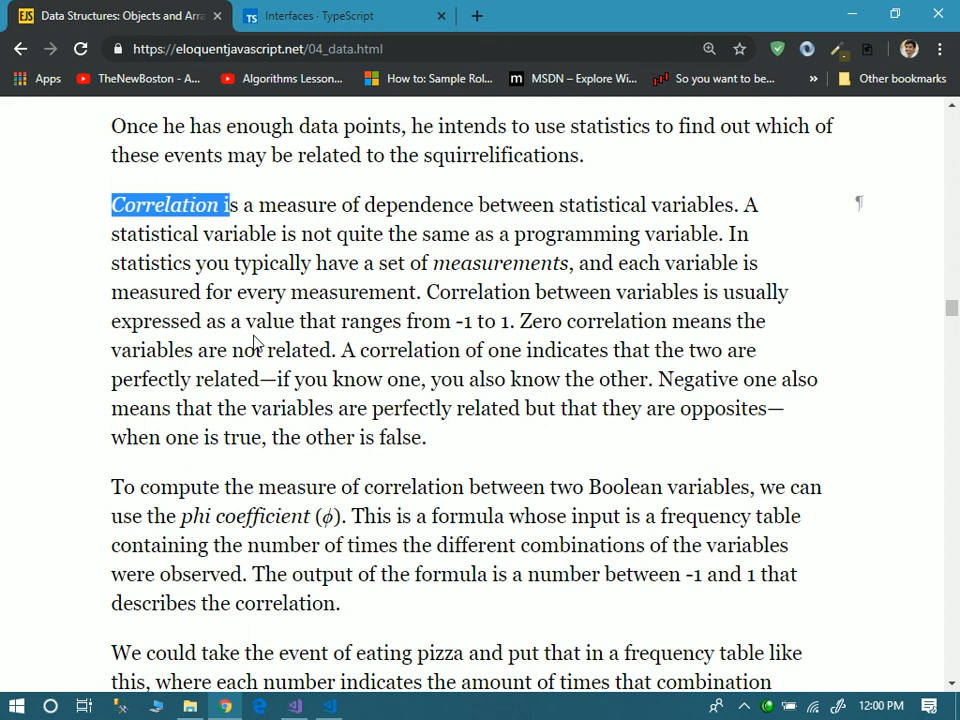 EJS Data Structures: Objects and Arra
TS Interfaces · TypeScript
https://eloquentjavascript.net/04_data.html
Apps TheNewBoston - A... Algorithms Lesson... How to: Sample Rol... m MSDN – Explore Wi... So you want to be... » Other bookmarks
Once he has enough data points, he intends to use statistics to find out which of
these events may be related to the squirrelifications.
Correlation is a measure of dependence between statistical variables. A ¶
statistical variable is not quite the same as a programming variable. In
statistics you typically have a set of measurements, and each variable is
measured for every measurement. Correlation between variables is usually
expressed as a value that ranges from -1 to 1. Zero correlation means the
variables are not related. A correlation of one indicates that the two are
perfectly related—if you know one, you also know the other. Negative one also
means that the variables are perfectly related but that they are opposites—
when one is true, the other is false.
To compute the measure of correlation between two Boolean variables, we can
use the phi coefficient (ϕ). This is a formula whose input is a frequency table
containing the number of times the different combinations of the variables
were observed. The output of the formula is a number between -1 and 1 that
describes the correlation.
We could take the event of eating pizza and put that in a frequency table like
this, where each number indicates the amount of times that combination
12:00 PM